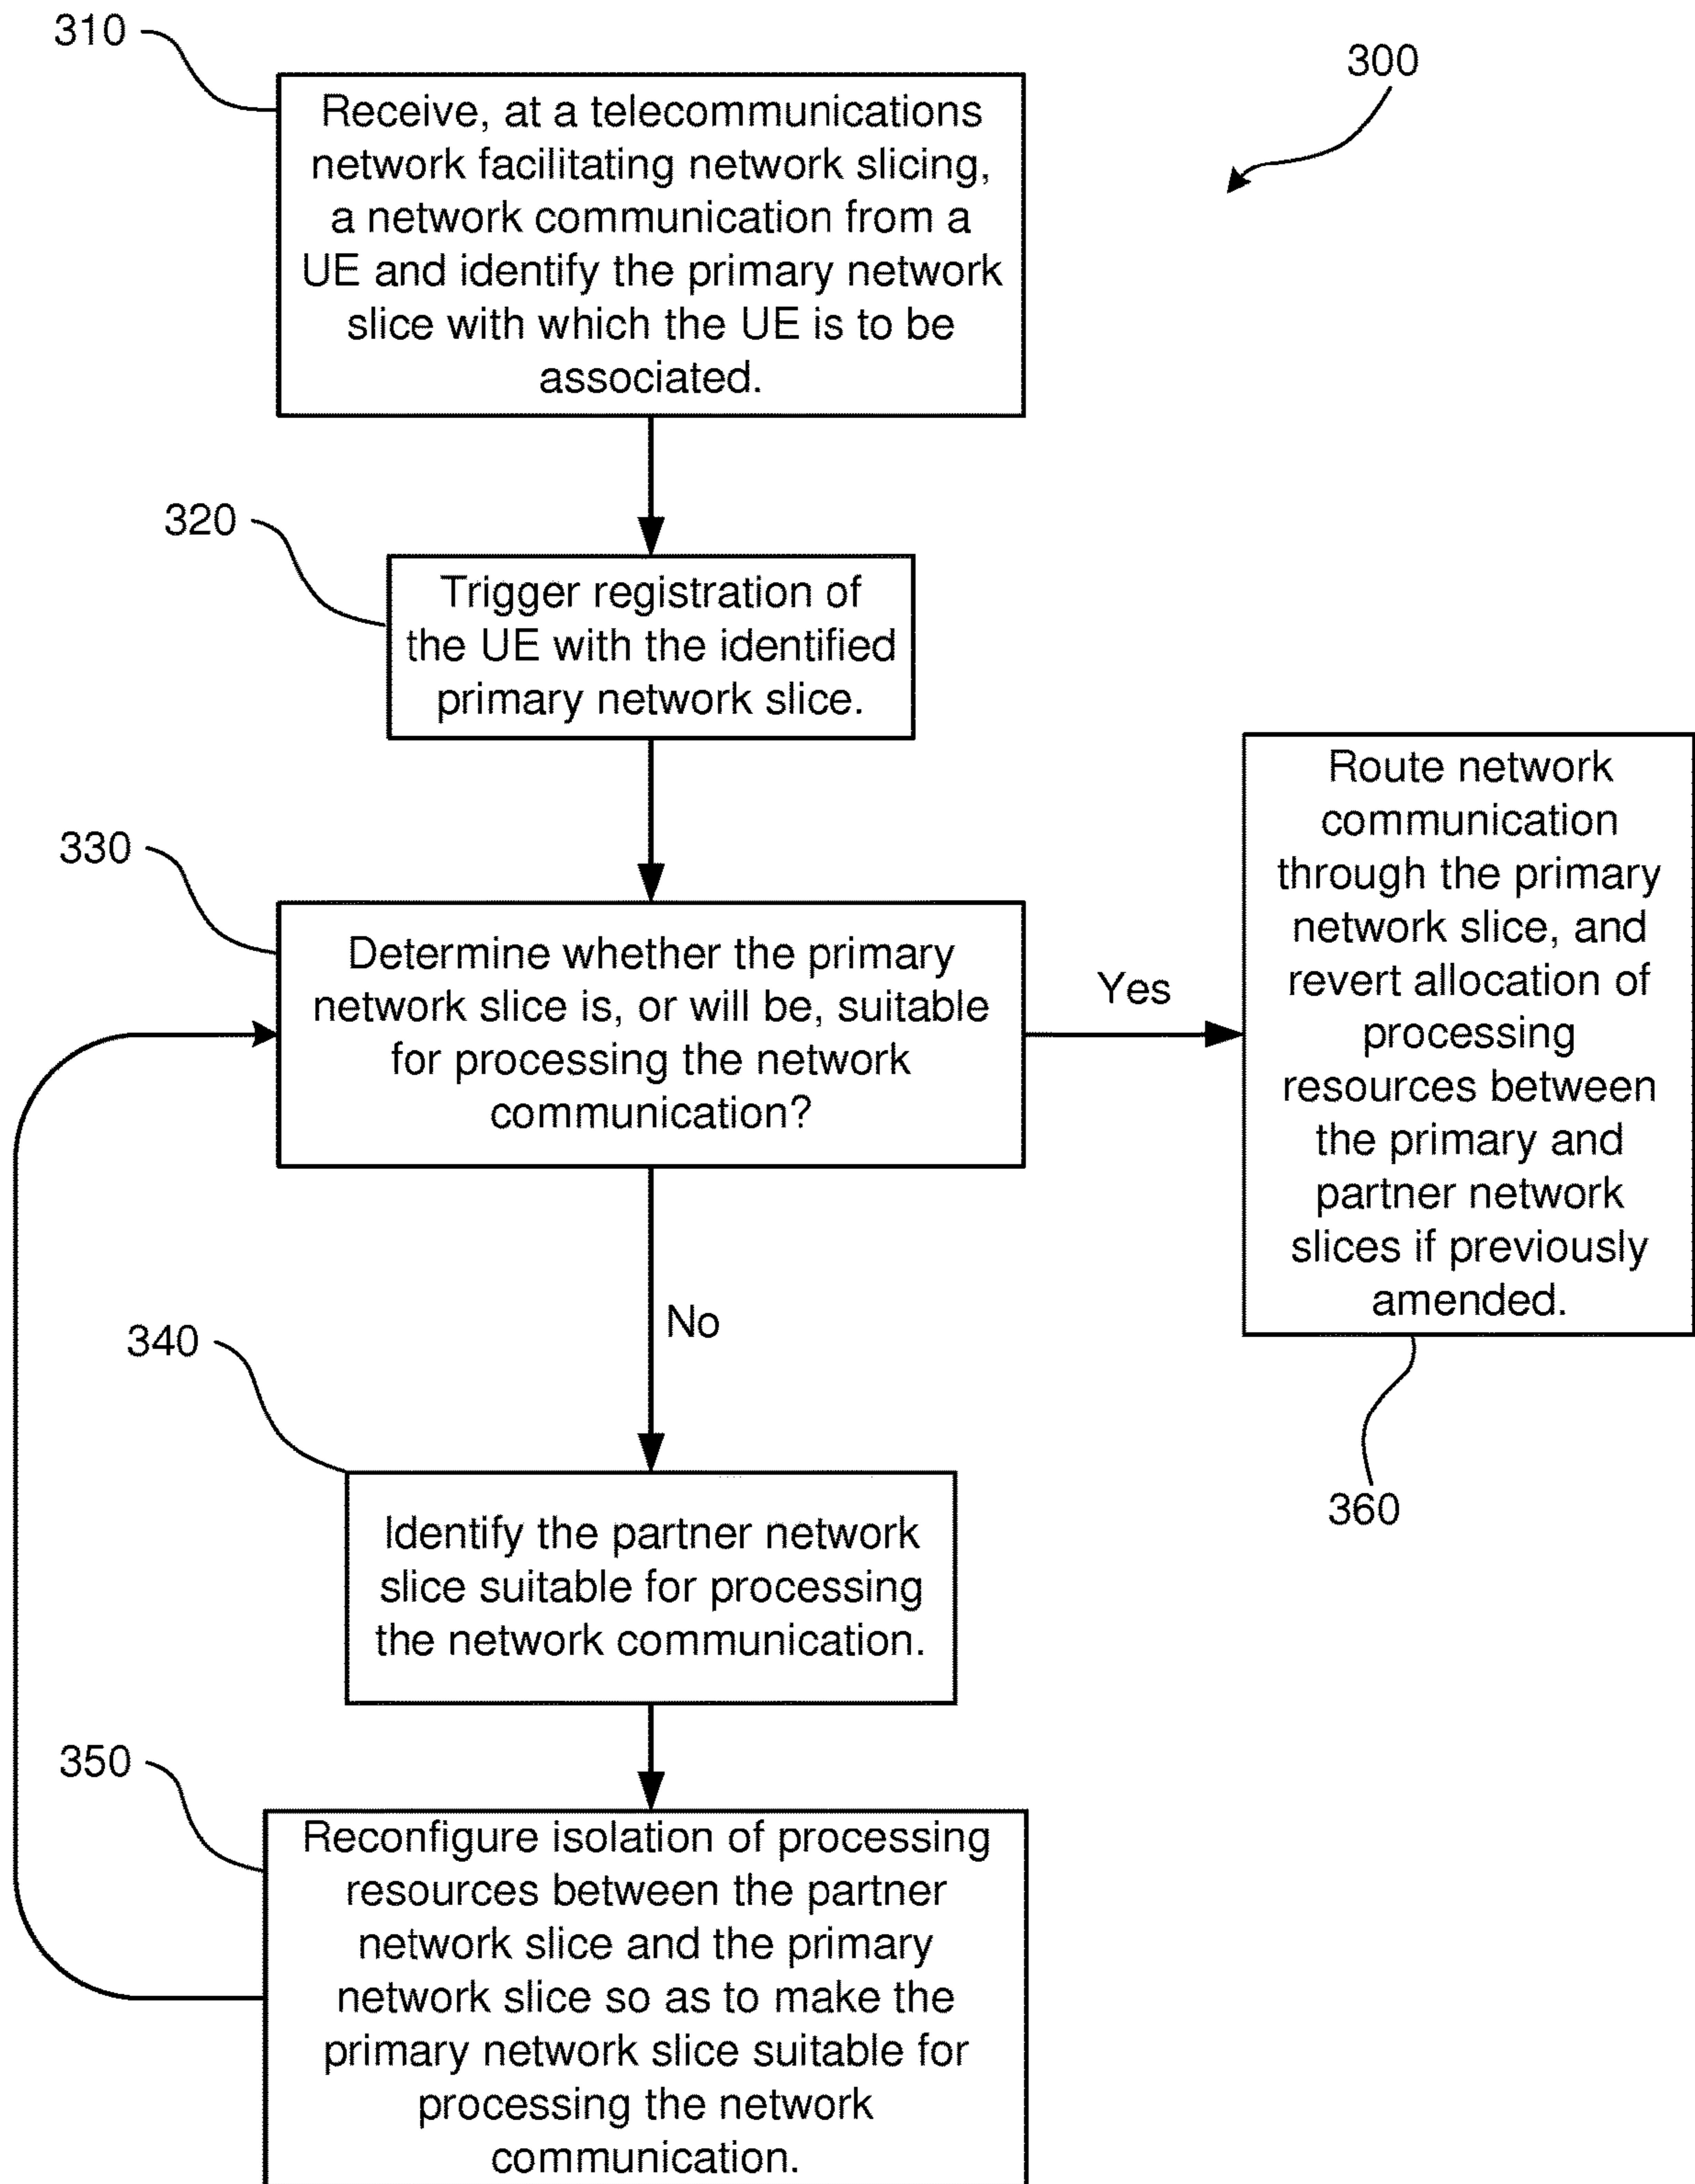 310
300
Receive, at a telecommunications
network facilitating network slicing,
a network communication from a
UE and identify the primary network
slice with which the UE is to be
associated.
320
Trigger registration of
the UE with the identified
primary network slice.
330
Determine whether the primary
network slice is, or will be, suitable
for processing the network
communication?
Yes
Route network
communication
through the primary
network slice, and
revert allocation of
processing
resources between
the primary and
partner network
slices if previously
amended.
360
No
340
Identify the partner network
slice suitable for processing
the network communication.
350
Reconfigure isolation of processing
resources between the partner
network slice and the primary
network slice so as to make the
primary network slice suitable for
processing the network
communication.